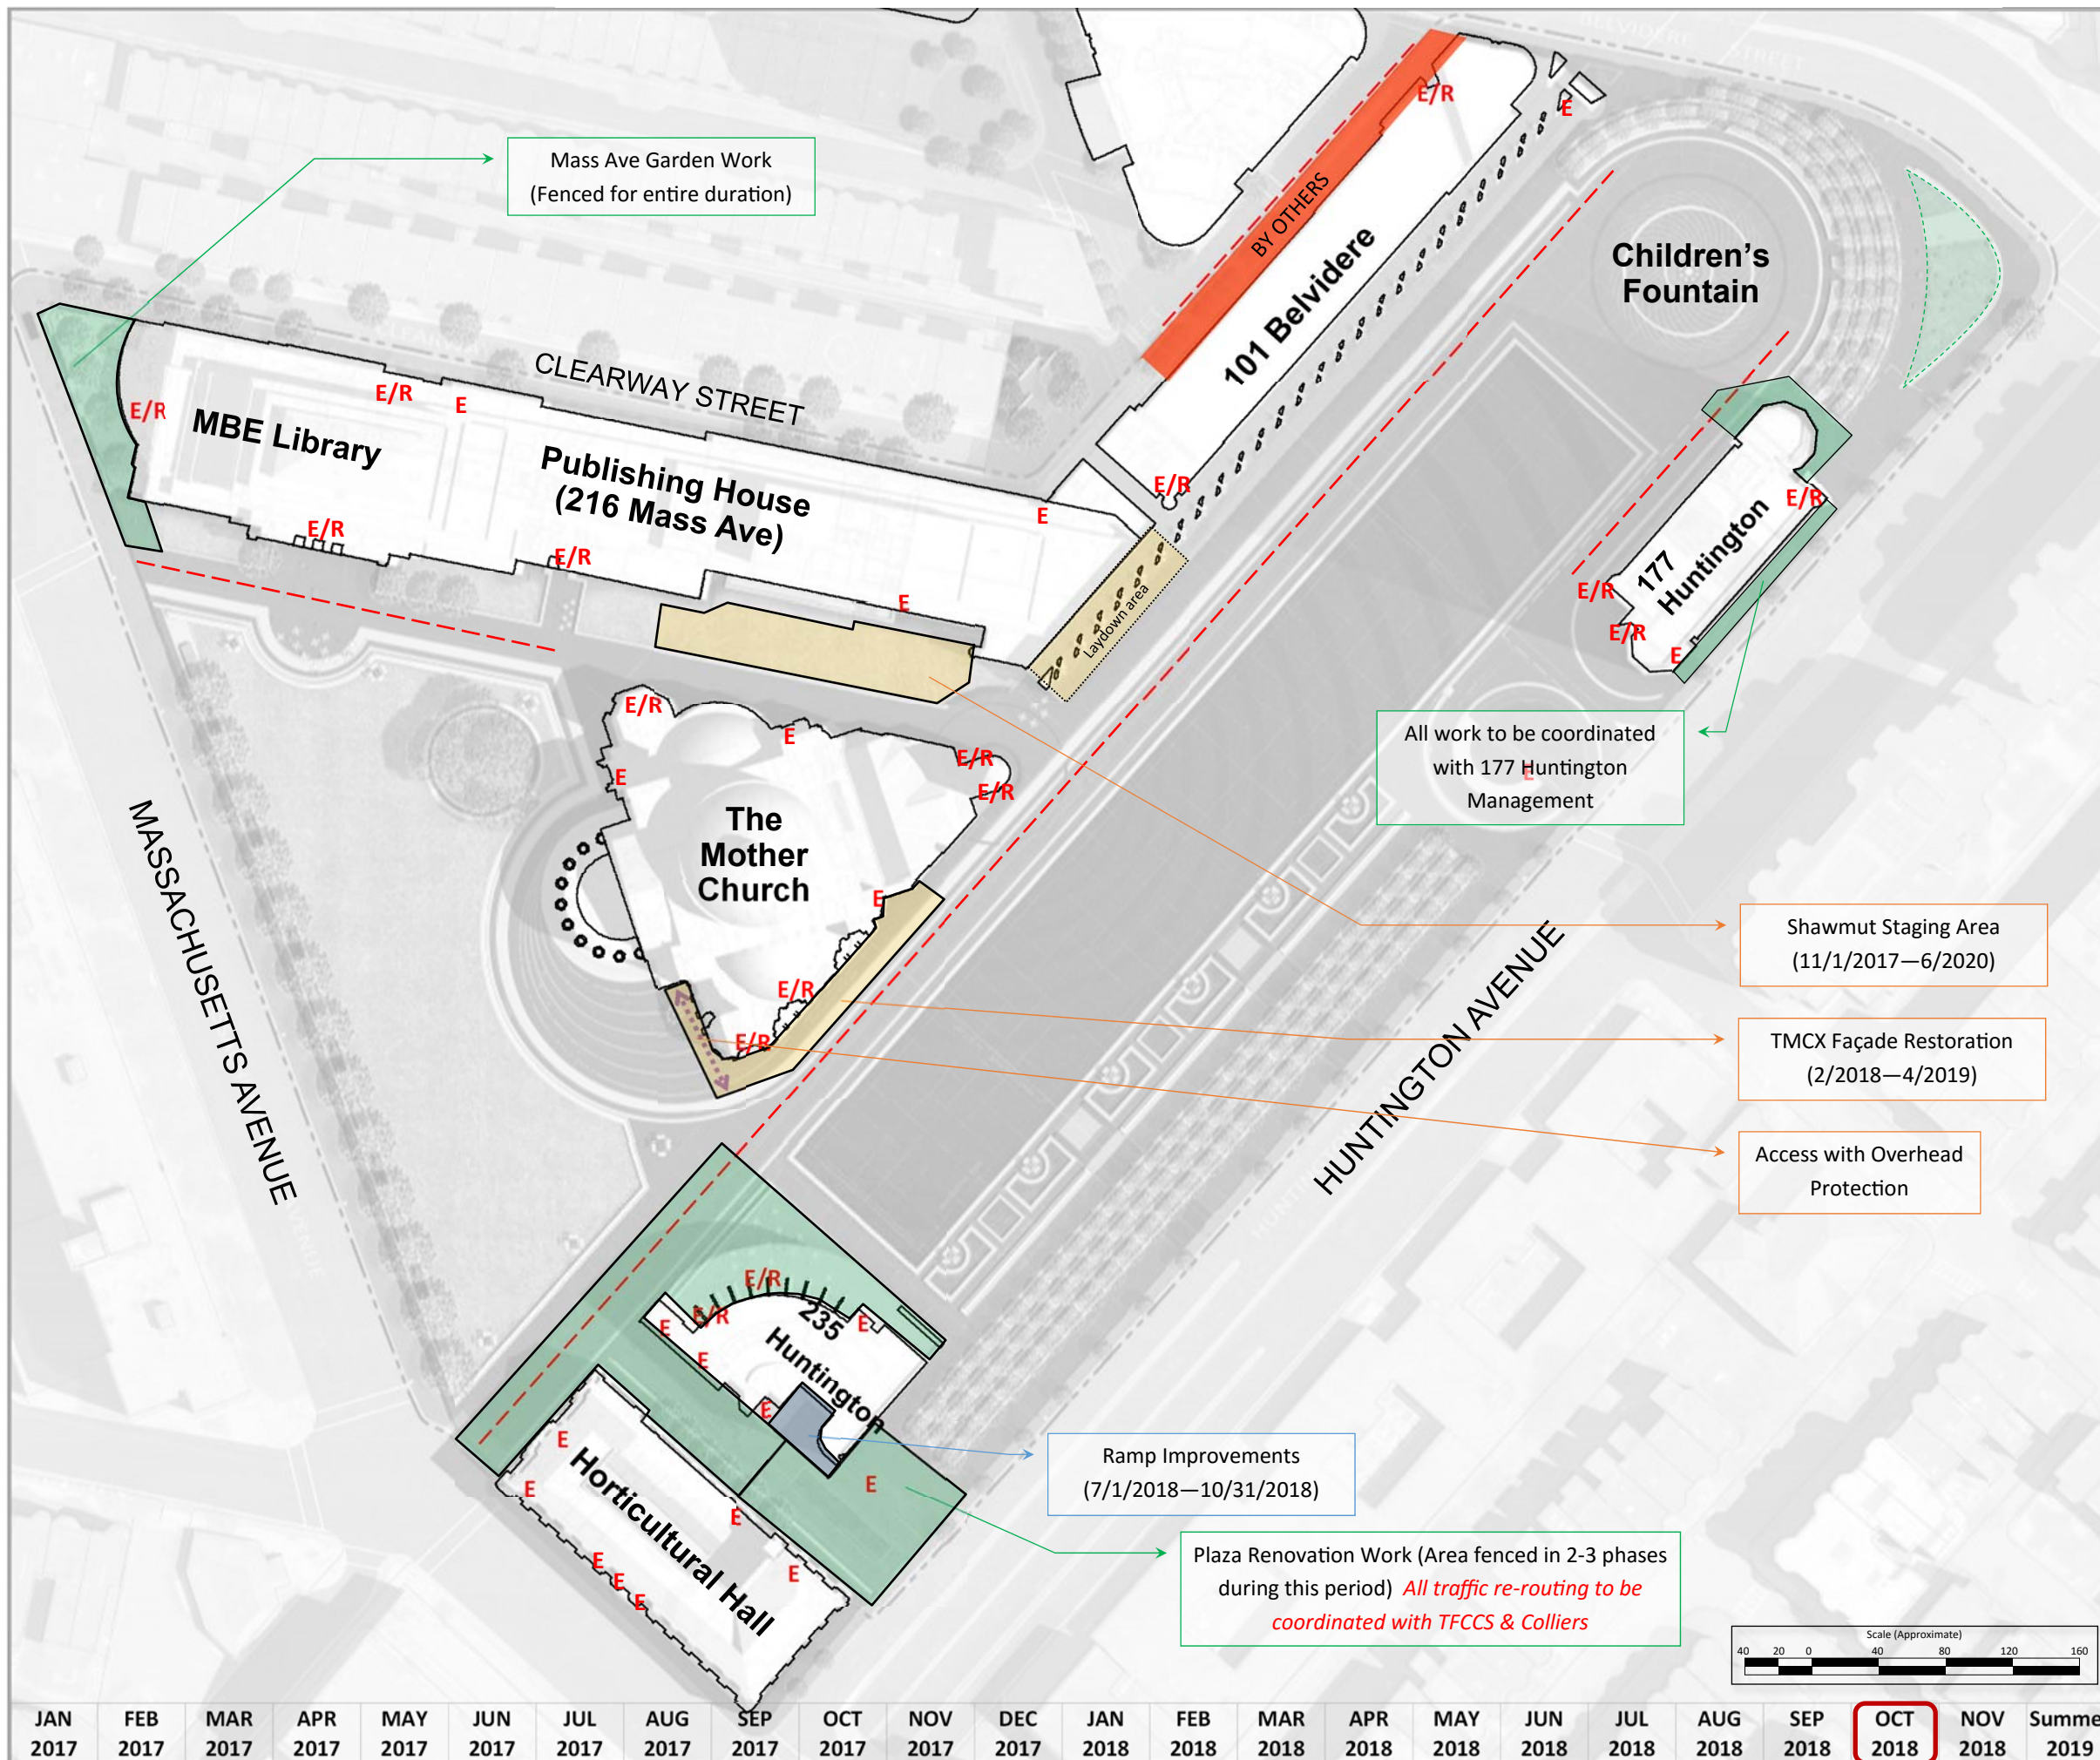 BELVIDERE STREET
E/R
E
Mass Ave Garden Work
(Fenced for entire duration)
BY OTHERS
101 Belvidere
Children's
Fountain
CLEARWAY STREET
E/R
E
E/R
MBE Library
Publishing House
(216 Mass Ave)
E/R
E
E/R
E/R
E/R
E
177
Huntington
E/R
E/R
E
Laydown area
E/R
E
E/R
E
E/R
All work to be coordinated
with 177 Huntington
Management
E
The
Mother
Church
E
MASSACHUSETTS AVENUE
HUNTINGTON AVENUE
Shawmut Staging Area
(11/1/2017—6/2020)
E/R
E/R
TMCX Façade Restoration
(2/2018—4/2019)
Access with Overhead
Protection
E/R
E/R
E
E
E
235
Huntington
E
E
E
E
E
E
E
E
E
E
Horticultural Hall
Ramp Improvements
(7/1/2018—10/31/2018)
Plaza Renovation Work (Area fenced in 2-3 phases
during this period) All traffic re-routing to be
coordinated with TFCCS & Colliers
Scale (Approximate)
40 20 0 40 80 120 160
JAN FEB MAR APR MAY JUN JUL AUG SEP OCT NOV DEC JAN FEB MAR APR MAY JUN JUL AUG SEP OCT NOV Summe
2017 2017 2017 2017 2017 2017 2017 2017 2017 2017 2017 2017 2018 2018 2018 2018 2018 2018 2018 2018 2018 2018 2018 2019